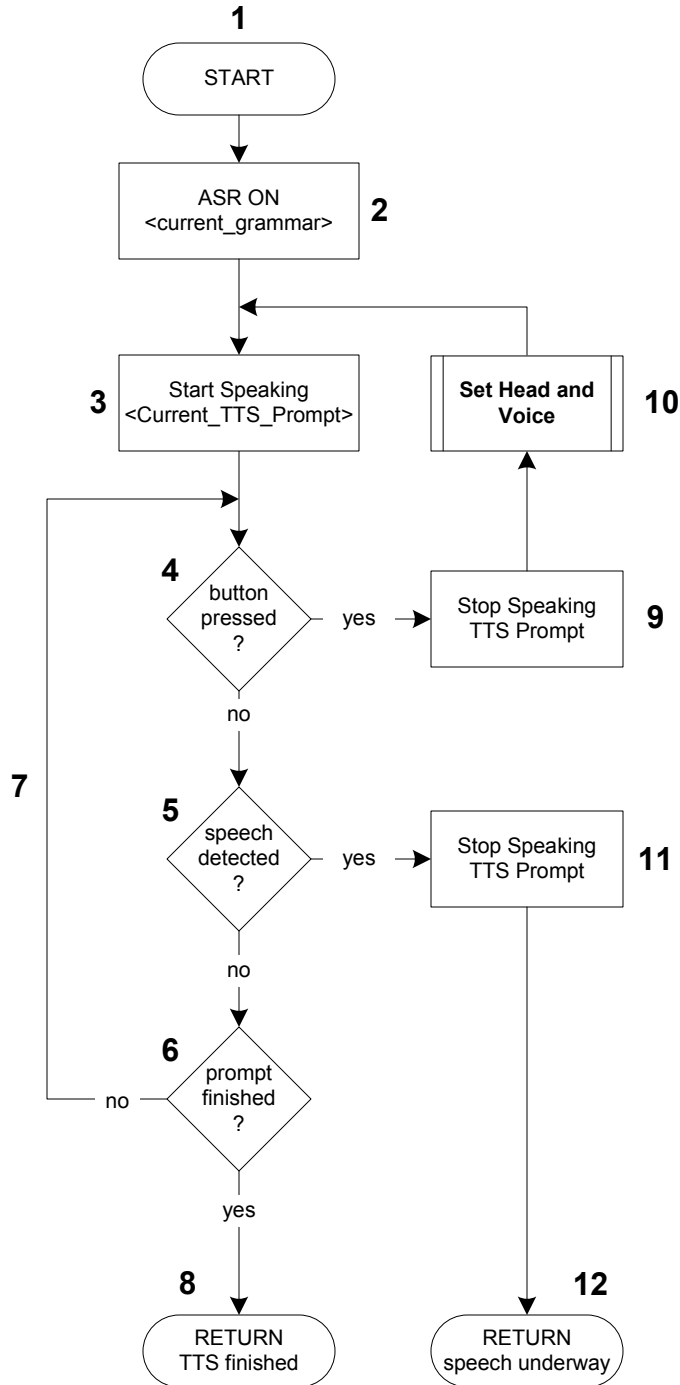 1
START
ASR ON
<current_grammar>
2
3
Start Speaking
<Current_TTS_Prompt>
Set Head and
Voice
10
4
button
pressed
?
yes
Stop Speaking
TTS Prompt
9
no
7
5
speech
detected
?
yes
Stop Speaking
TTS Prompt
11
no
6
prompt
finished
?
no
yes
8
RETURN
TTS finished
12
RETURN
speech underway